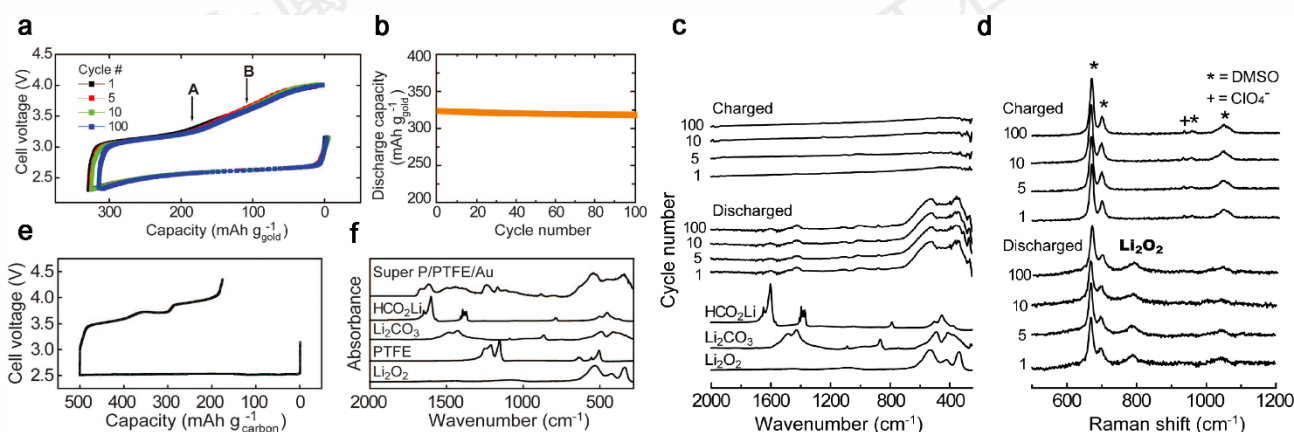 a
4.5
4.0
3.5
3.0
2.5
Cell voltage (V)
Cycle #
1
5
10
100
A
B
300
200
100
0
Capacity (mAh g⁻¹gold)
b
400
350
300
250
200
Discharge capacity
(mAh g⁻¹gold)
0
20
40
60
80
100
Cycle number
c
Cycle number
Charged
100
10
5
1
Discharged
100
10
5
1
HCO₂Li
Li₂CO₃
Li₂O₂
2000
1600
1200
800
400
Wavenumber (cm⁻¹)
d
* = DMSO
+ = ClO₄⁻
*
*
+*
*
Charged
100
10
5
1
Discharged
Li₂O₂
100
10
5
1
600
800
1000
1200
Raman shift (cm⁻¹)
e
4.5
4.0
3.5
3.0
2.5
Cell voltage (V)
500
400
300
200
100
0
Capacity (mAh g⁻¹carbon)
f
Absorbance
Super P/PTFE/Au
HCO₂Li
Li₂CO₃
PTFE
Li₂O₂
2000
1500
1000
500
Wavenumber (cm⁻¹)